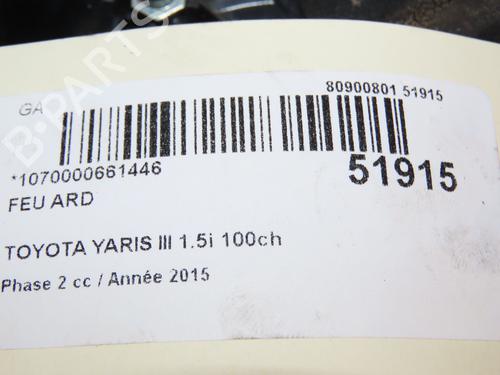 80900801 51915
GA
*1070000661446
51915
FEU ARD
TOYOTA YARIS III 1.5i 100ch
Phase 2 cc / Année 2015
B-PARTS